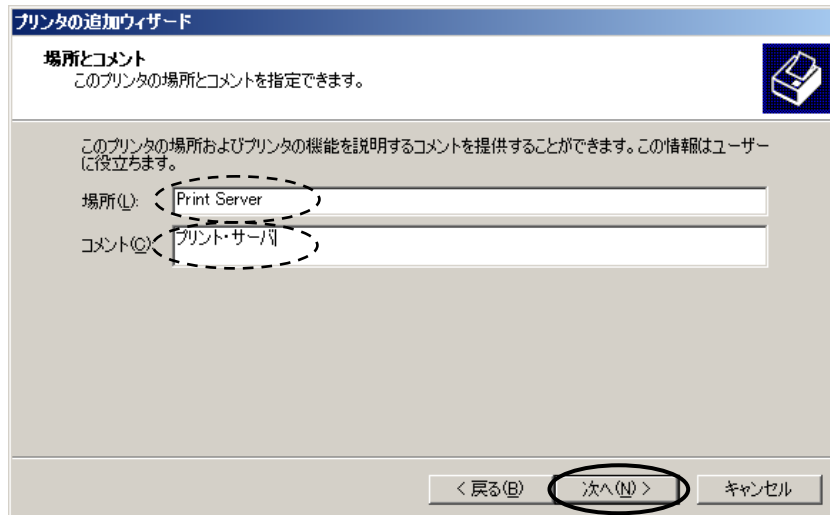 プリンタの追加ウィザード
場所とコメント
このプリンタの場所とコメントを指定できます。
このプリンタの場所およびプリンタの機能を説明するコメントを提供することができます。この情報はユーザー
に役立ちます。
場所(L): Print Server
コメント(C): プリント・サーバ
< 戻る(B) 次へ(N) > キャンセル